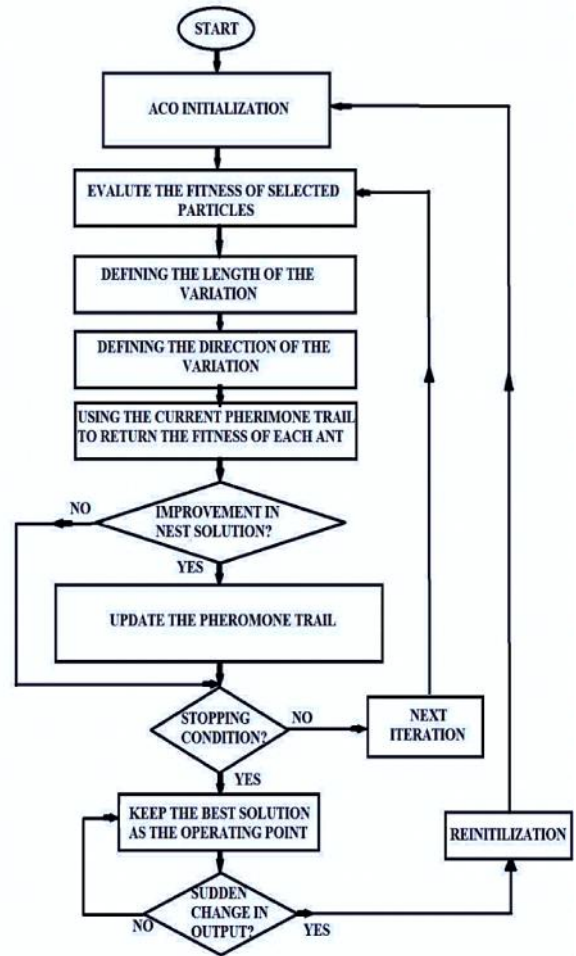 START
ACO INITIALIZATION
EVALUTE THE FITNESS OF SELECTED
PARTICLES
DEFINING THE LENGTH OF THE
VARIATION
DEFINING THE DIRECTION OF THE
VARIATION
USING THE CURRENT PHERIMONE TRAIL
TO RETURN THE FITNESS OF EACH ANT
NO
IMPROVEMENT IN
NEST SOLUTION?
YES
UPDATE THE PHEROMONE TRAIL
STOPPING
CONDITION?
NO
NEXT
ITERATION
YES
KEEP THE BEST SOLUTION
AS THE OPERATING POINT
REINITILIZATION
SUDDEN
CHANGE IN
OUTPUT?
NO
YES